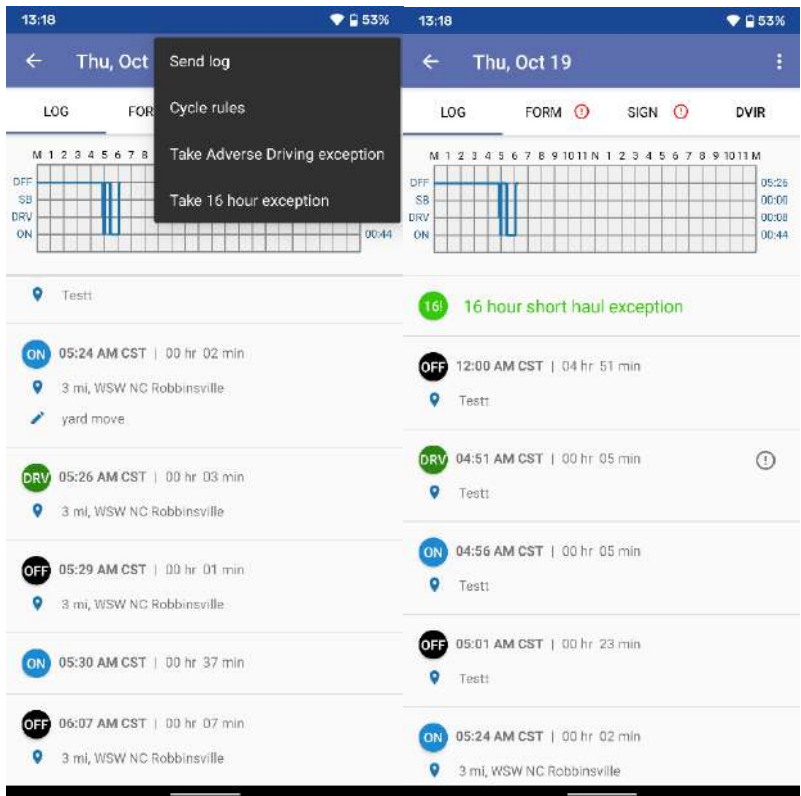 13:18 53%
Thu, Oct
Send log
Cycle rules
Take Adverse Driving exception
Take 16 hour exception
LOG FOR
M 1 2 3 4 5 6 7 8
OFF
SB
DRV
ON 00:44
Testt
ON 05:24 AM CST | 00 hr 02 min
3 mi, WSW NC Robbinsville
yard move
DRV 05:26 AM CST | 00 hr 03 min
3 mi, WSW NC Robbinsville
OFF 05:29 AM CST | 00 hr 01 min
3 mi, WSW NC Robbinsville
ON 05:30 AM CST | 00 hr 37 min
OFF 06:07 AM CST | 00 hr 07 min
3 mi, WSW NC Robbinsville
13:18 53%
Thu, Oct 19
LOG FORM SIGN DVIR
M 1 2 3 4 5 6 7 8 9 10 11 N 1 2 3 4 5 6 7 8 9 10 11 M
OFF 05:26
SB 00:00
DRV 00:08
ON 00:44
16! 16 hour short haul exception
OFF 12:00 AM CST | 04 hr 51 min
Testt
DRV 04:51 AM CST | 00 hr 05 min
Testt
ON 04:56 AM CST | 00 hr 05 min
Testt
OFF 05:01 AM CST | 00 hr 23 min
Testt
ON 05:24 AM CST | 00 hr 02 min
3 mi, WSW NC Robbinsville